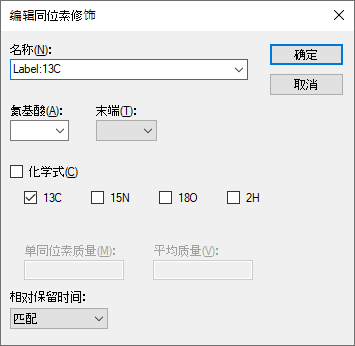 编辑同位素修饰
名称(N):
Label:13C
确定
取消
氨基酸(A):
末端(T):
化学式(C)
13C
15N
18O
2H
单同位素质量(M):
平均质量(V):
相对保留时间:
匹配